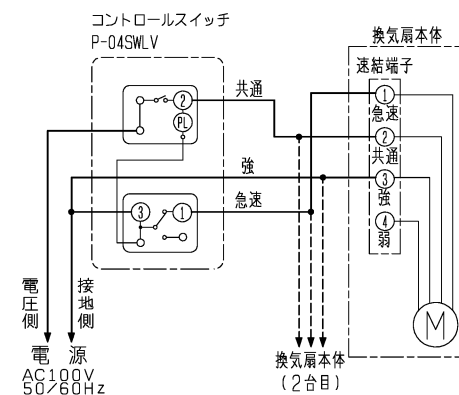 コントロールスイッチ
P-04SWLV
換気扇本体
速結端子
共通
1
急速
2
PL
2
共通
強
3
強
急速
3
1
4
弱
電圧側
接地側
M
電源
AC100V
50/60Hz
換気扇本体
(2台目)